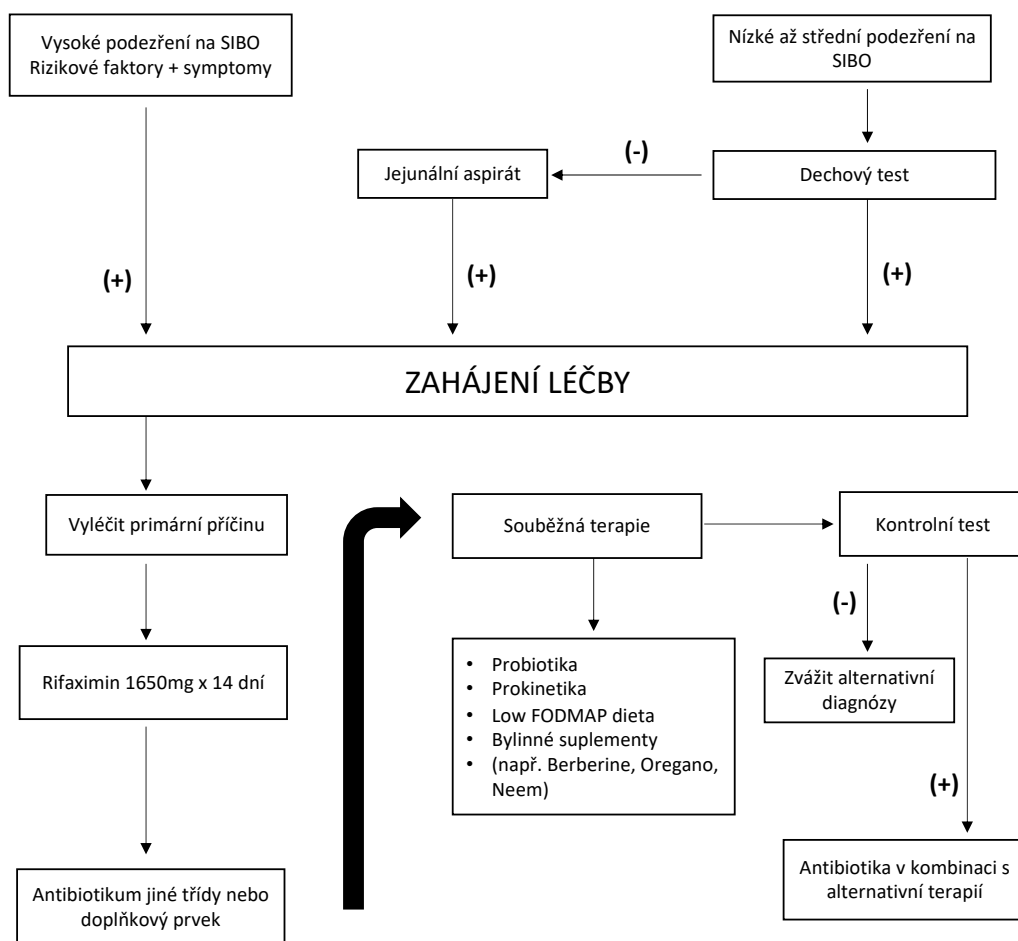 Vysoké podezření na SIBO
Rizikové faktory + symptomy
Nízké až střední podezření na
SIBO
(-)
Jejunální aspirát
Dechový test
(+)
(+)
(+)
ZAHÁJENÍ LÉČBY
Vyléčit primární příčinu
Souběžná terapie
Kontrolní test
(-)
Rifaximin 1650mg x 14 dní
• Probiotika
• Prokinetika
• Low FODMAP dieta
• Bylinné suplementy
• (např. Berberine, Oregano,
Neem)
Zvážit alternativní
diagnózy
(+)
Antibiotikum jiné třídy nebo
doplňkový prvek
Antibiotika v kombinaci s
alternativní terapií